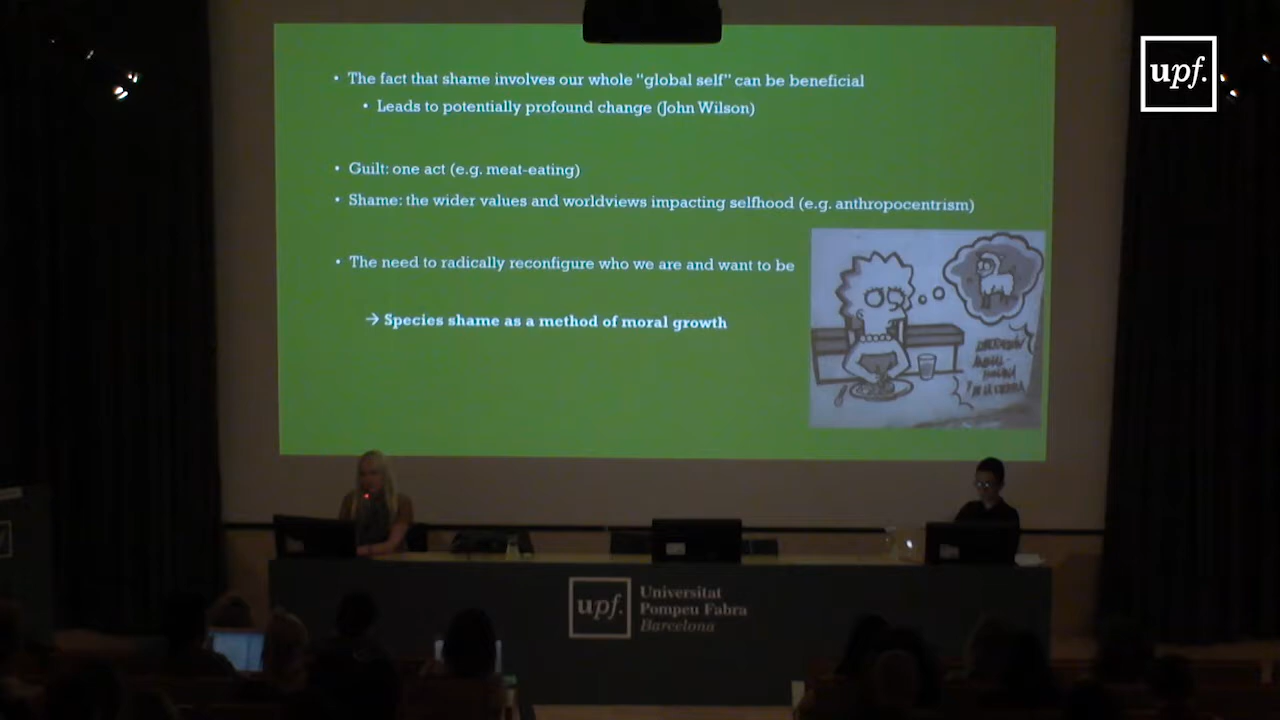 upf.
• The fact that shame involves our whole “global self” can be beneficial
• Leads to potentially profound change (John Wilson)
• Guilt: one act (e.g. meat-eating)
• Shame: the wider values and worldviews impacting selfhood (e.g. anthropocentrism)
• The need to radically reconfigure who we are and want to be
→ Species shame as a method of moral growth
upf.
Universitat
Pompeu Fabra
Barcelona